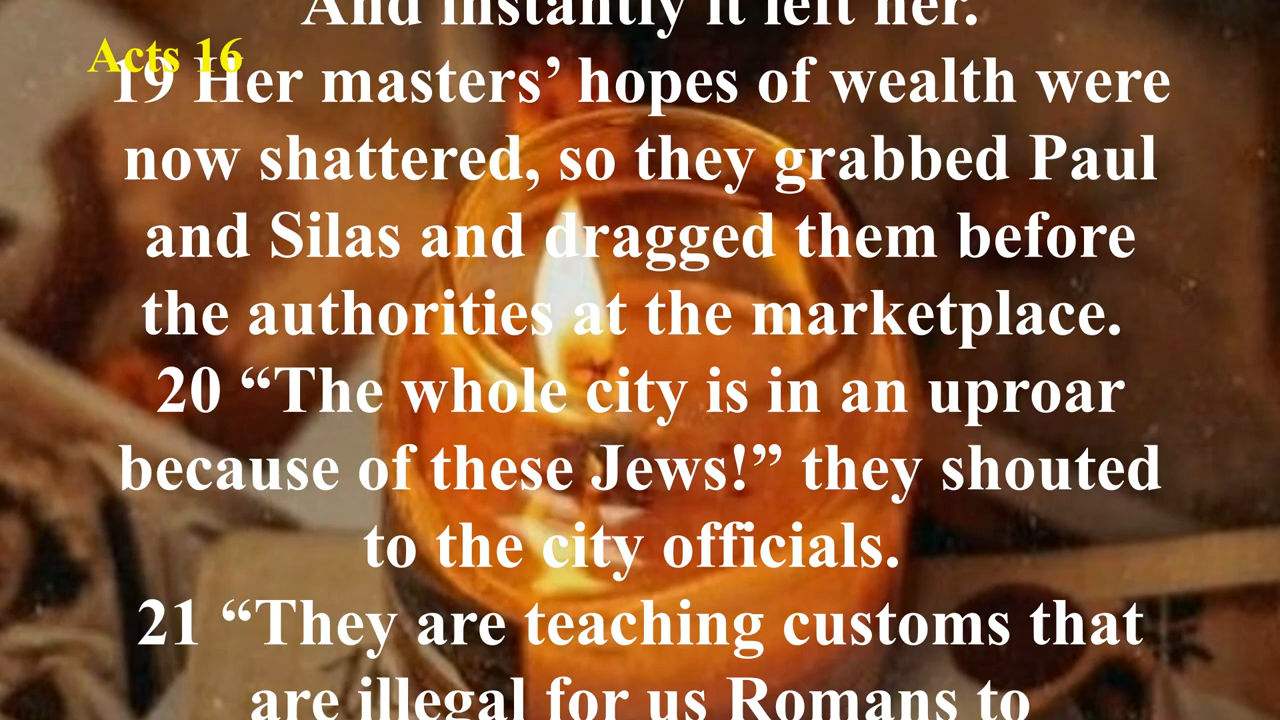 And instantly it left her.
Acts 16
19 Her masters’ hopes of wealth were
now shattered, so they grabbed Paul
and Silas and dragged them before
the authorities at the marketplace.
20 “The whole city is in an uproar
because of these Jews!” they shouted
to the city officials.
21 “They are teaching customs that
are illegal for us Romans to